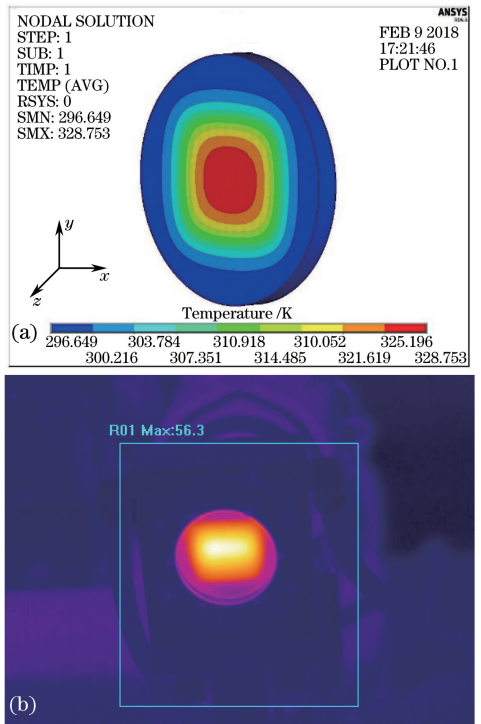 NODAL SOLUTION
STEP: 1
SUB: 1
TIMP: 1
TEMP (AVG)
RSYS: 0
SMN: 296.649
SMX: 328.753
ANSYS
FEB 9 2018
17:21:46
PLOT NO.1
y
x
z
Temperature /K
(a)
296.649 303.784 310.918 310.052 325.196
300.216 307.351 314.485 321.619 328.753
R01 Max:56.3
(b)